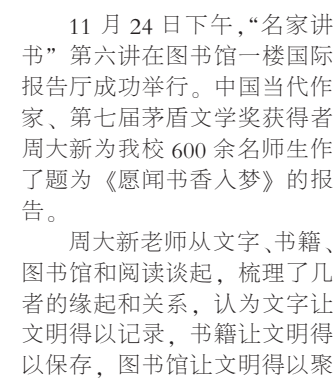 11 月 24 日下午，“名家讲
书”第六讲在图书馆一楼国际
报告厅成功举行。中国当代作
家、第七届茅盾文学奖获得者
周大新为我校 600 余名师生作
了题为《愿闻书香入梦》的报
告。
周大新老师从文字、书籍、
图书馆和阅读谈起，梳理了几
者的缘起和关系，认为文字让
文明得以记录，书籍让文明得
以保存，图书馆让文明得以聚